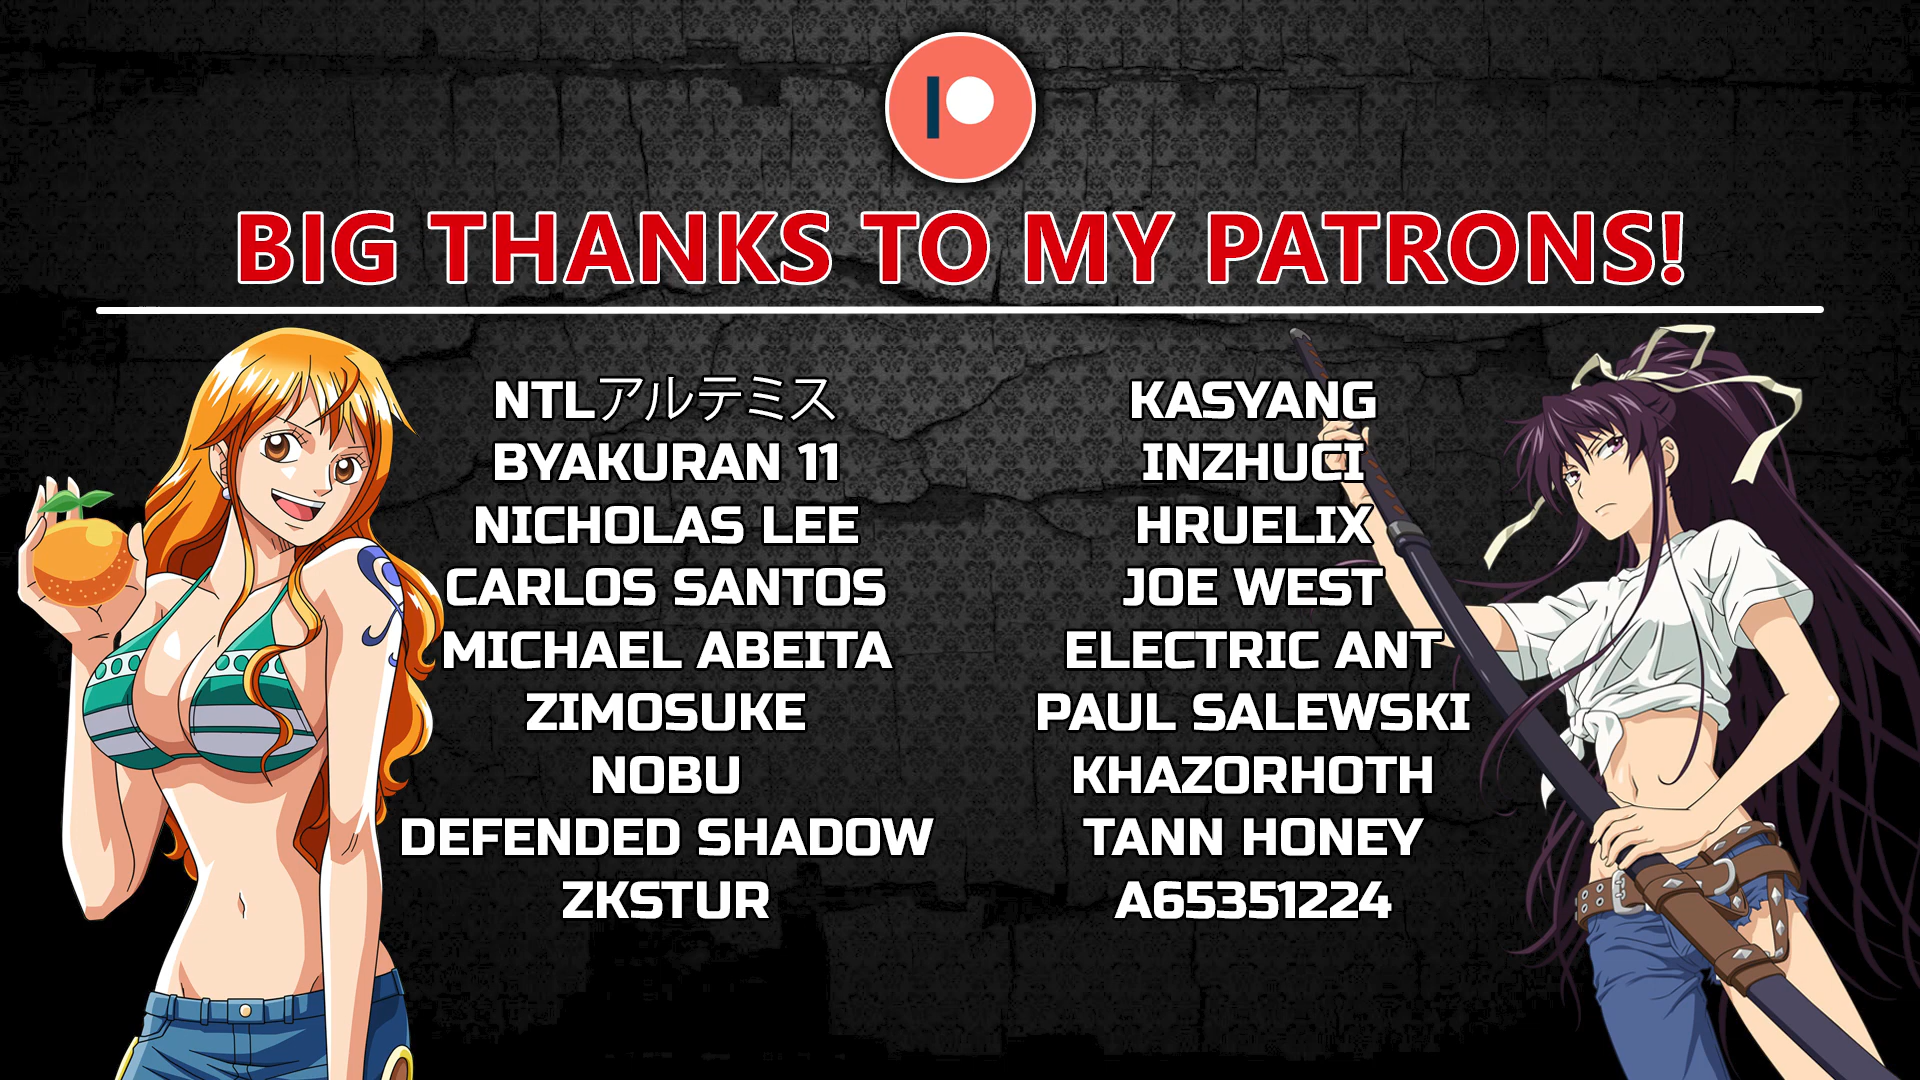 BIG THANKS TO MY PATRONS!
NTLアルテミス
BYAKURAN 11
NICHOLAS LEE
CARLOS SANTOS
MICHAEL ABEITA
ZIMOSUKE
NOBU
DEFENDED SHADOW
ZKSTUR
KASYANG
INZHUCI
HRUELIX
JOE WEST
ELECTRIC ANT
PAUL SALEWSKI
KHAZORHOTH
TANN HONEY
A65351224